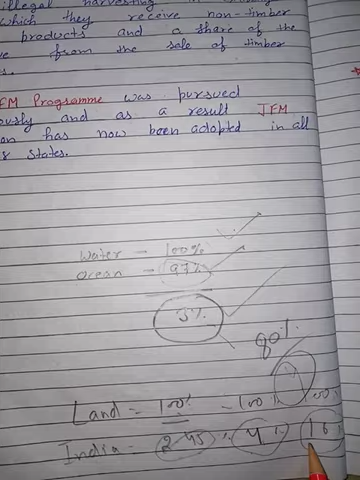 illegal harvesting
which they receive non-timber
products and a share of the
from the sale of timber
JFM Programme was pursued
and as a result JFM
has now been adopted in all
8 states.
Water - 100%
Ocean - 97%
3%
90%
Land = 100% - 100%
India = 2.45% 4% 16%